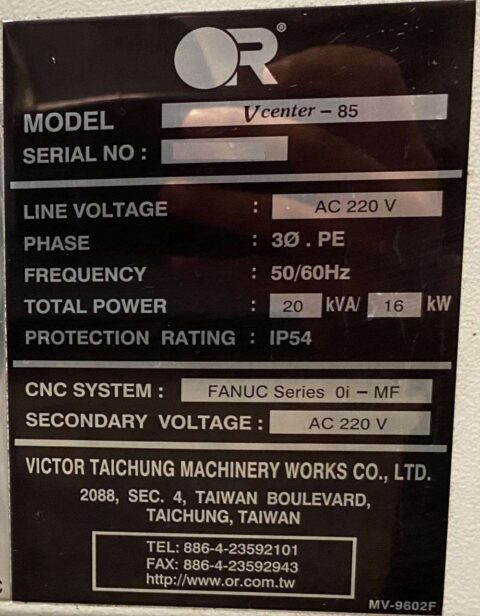 OR®
MODEL Vcenter – 85
SERIAL NO :
LINE VOLTAGE : AC 220 V
PHASE : 3Ø . PE
FREQUENCY : 50/60Hz
TOTAL POWER : 20 kVA/ 16 kW
PROTECTION RATING : IP54
CNC SYSTEM : FANUC Series 0i – MF
SECONDARY VOLTAGE : AC 220 V
VICTOR TAICHUNG MACHINERY WORKS CO., LTD.
2088, SEC. 4, TAIWAN BOULEVARD,
TAICHUNG, TAIWAN
TEL: 886-4-23592101
FAX: 886-4-23592943
http://www.or.com.tw
MV-9602F